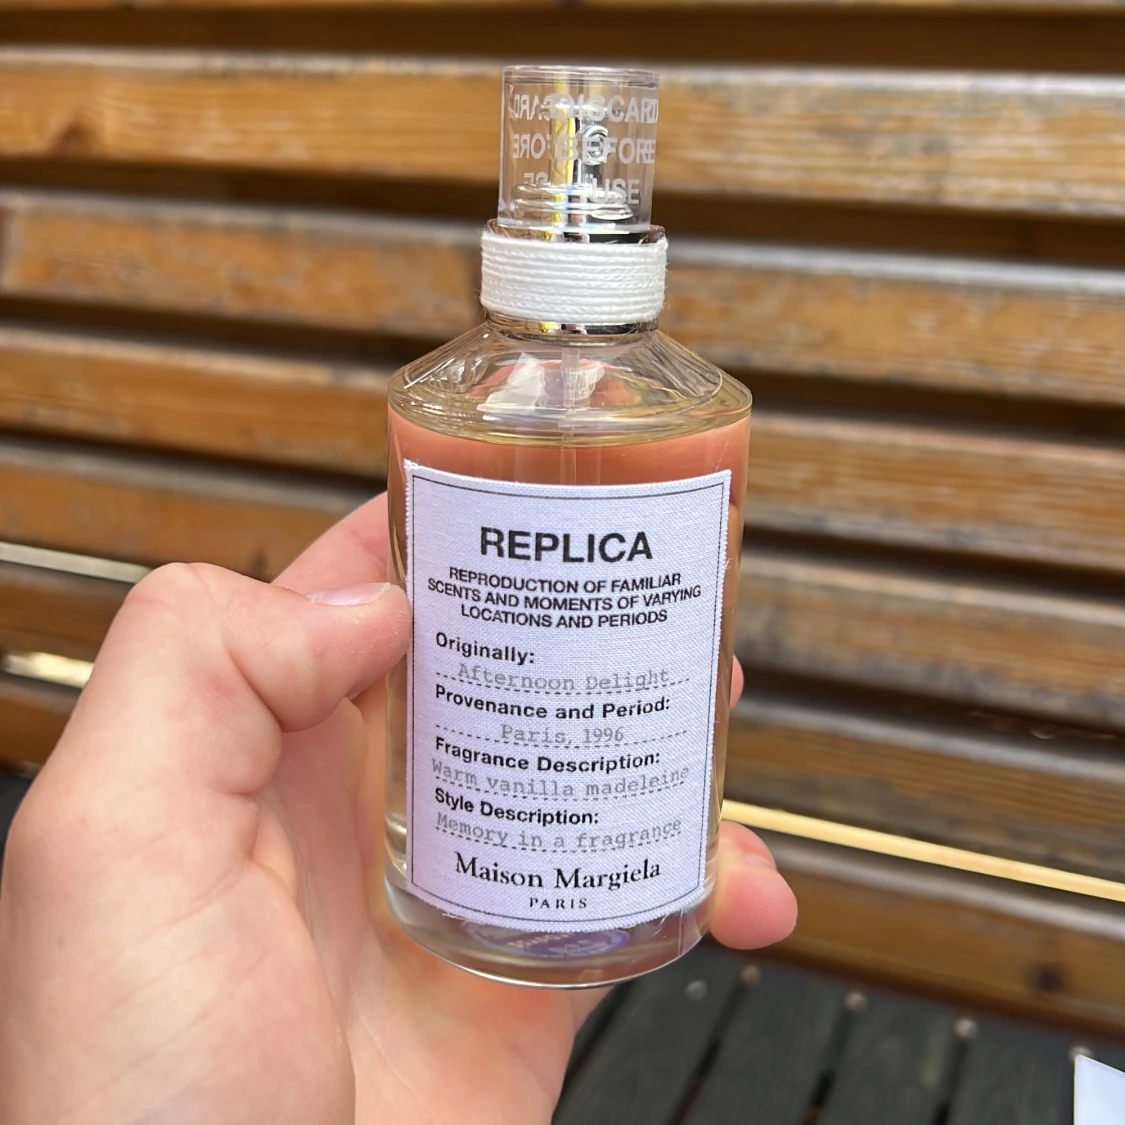 DISCARD
BEFORE
USE
REPLICA
REPRODUCTION OF FAMILIAR
SCENTS AND MOMENTS OF VARYING
LOCATIONS AND PERIODS
Originally:
Afternoon Delight
Provenance and Period:
Paris, 1996
Fragrance Description:
Warm vanilla madeleine
Style Description:
Memory in a fragrance
Maison Margiela
PARIS